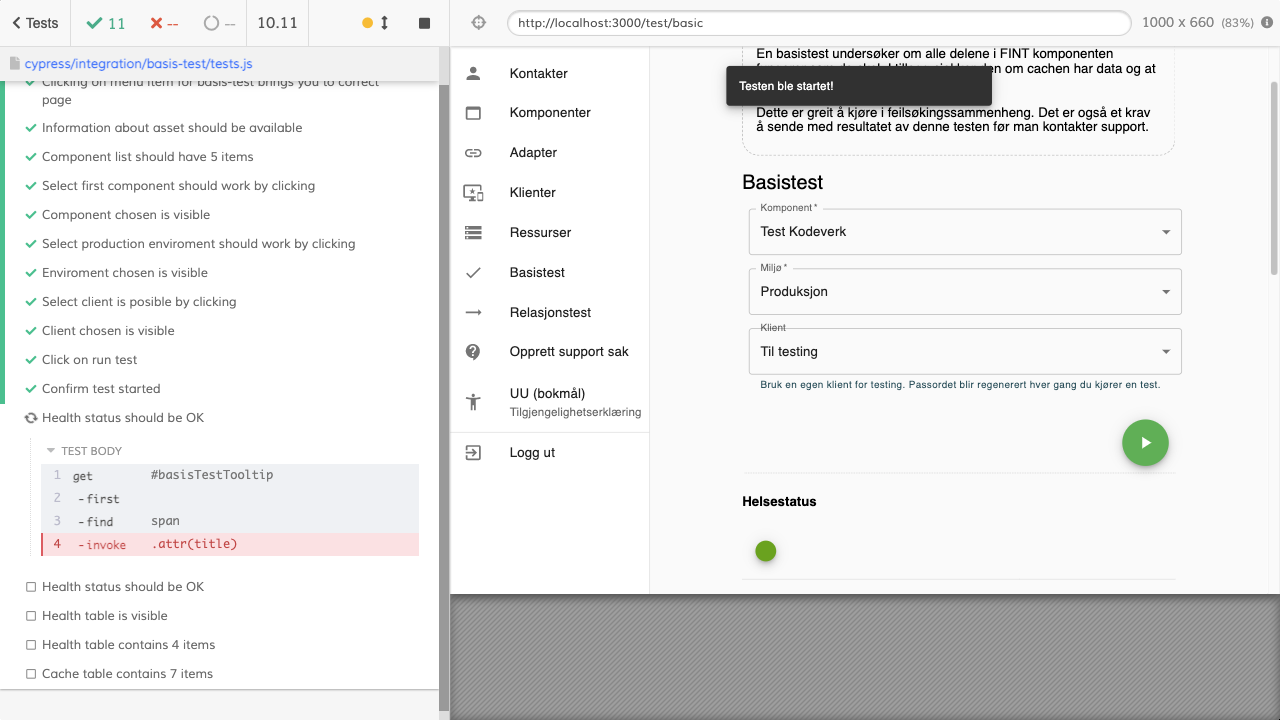 Tests
11
--
--
10.11
http://localhost:3000/test/basic
1000 x 660 (83%)
cypress/integration/basis-test/tests.js
Clicking on menu item for basis-test brings you to correct
page
Information about asset should be available
Component list should have 5 items
Select first component should work by clicking
Component chosen is visible
Select production enviroment should work by clicking
Enviroment chosen is visible
Select client is posible by clicking
Client chosen is visible
Click on run test
Confirm test started
Health status should be OK
TEST BODY
1 get #basisTestTooltip
2 -first
3 -find span
4 -invoke .attr(title)
Health status should be OK
Health table is visible
Health table contains 4 items
Cache table contains 7 items
Kontakter
Komponenter
Adapter
Klienter
Ressurser
Basistest
Relasjonstest
Opprett support sak
UU (bokmål)
Tilgjengelighetserklæring
Logg ut
En basistest undersøker om alle delene i FINT komponenten
om cachen har data og at
Testen ble startet!
Dette er greit å kjøre i feilsøkingssammenheng. Det er også et krav
å sende med resultatet av denne testen før man kontakter support.
Basistest
Komponent *
Test Kodeverk
Miljø *
Produksjon
Klient
Til testing
Bruk en egen klient for testing. Passordet blir regenerert hver gang du kjører en test.
Helsestatus